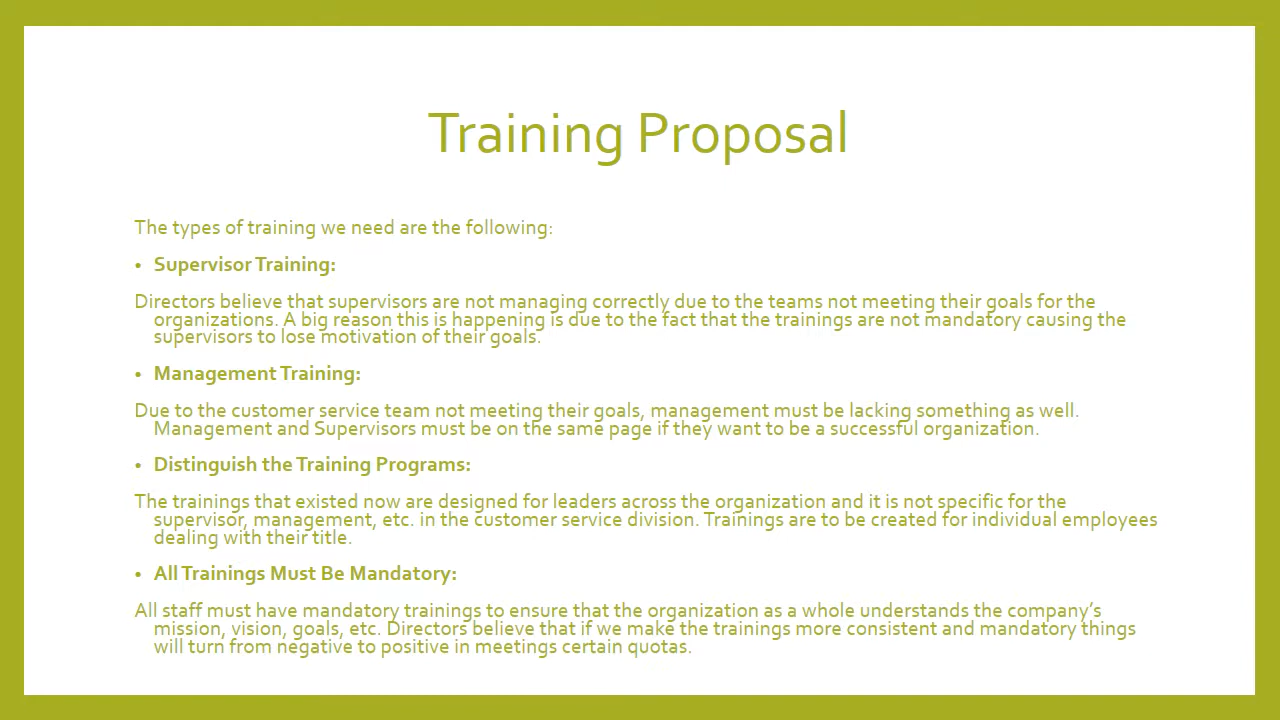 Training Proposal
The types of training we need are the following:
• Supervisor Training:
Directors believe that supervisors are not managing correctly due to the teams not meeting their goals for the
organizations. A big reason this is happening is due to the fact that the trainings are not mandatory causing the
supervisors to lose motivation of their goals.
• Management Training:
Due to the customer service team not meeting their goals, management must be lacking something as well.
Management and Supervisors must be on the same page if they want to be a successful organization.
• Distinguish the Training Programs:
The trainings that existed now are designed for leaders across the organization and it is not specific for the
supervisor, management, etc. in the customer service division. Trainings are to be created for individual employees
dealing with their title.
• All Trainings Must Be Mandatory:
All staff must have mandatory trainings to ensure that the organization as a whole understands the company’s
mission, vision, goals, etc. Directors believe that if we make the trainings more consistent and mandatory things
will turn from negative to positive in meetings certain quotas.